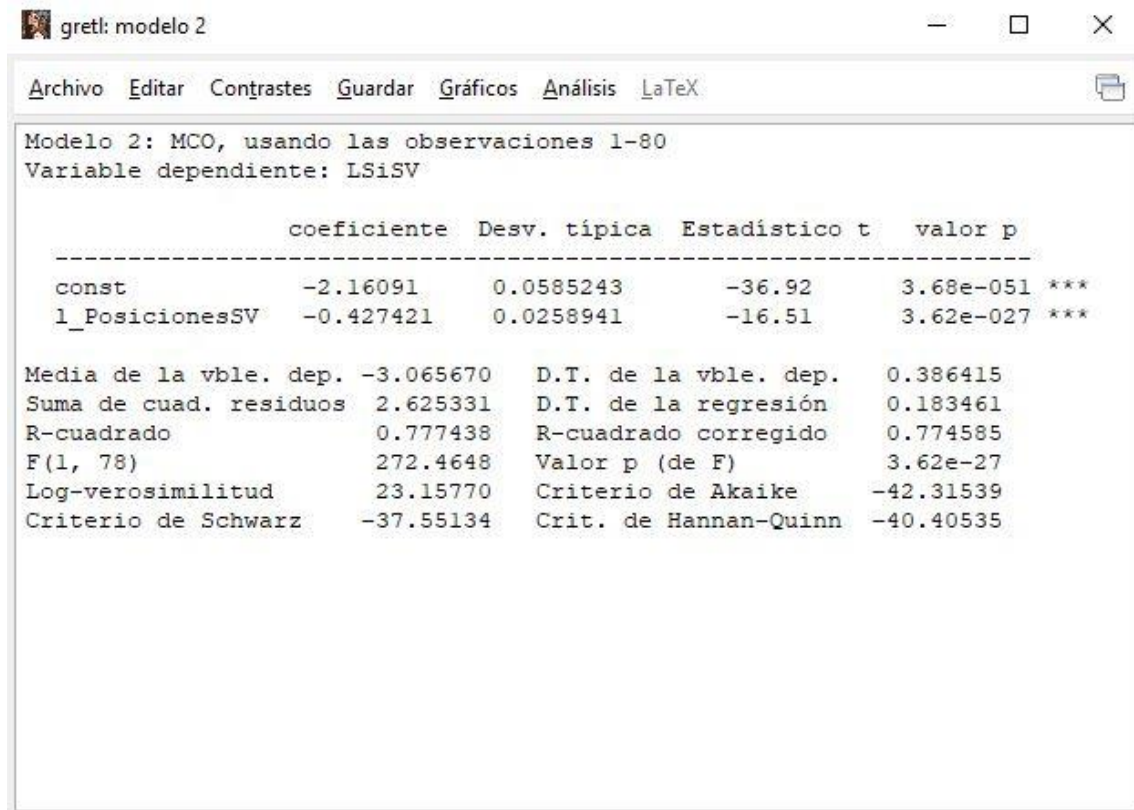 gretl: modelo 2
Archivo Editar Contrastes Guardar Gráficos Análisis LaTeX
Modelo 2: MCO, usando las observaciones 1-80
Variable dependiente: LSiSV
coeficiente Desv. típica Estadístico t valor p
const -2.16091 0.0585243 -36.92 3.68e-051 ***
l_PosicionesSV -0.427421 0.0258941 -16.51 3.62e-027 ***
Media de la vble. dep. -3.065670 D.T. de la vble. dep. 0.386415
Suma de cuad. residuos 2.625331 D.T. de la regresión 0.183461
R-cuadrado 0.777438 R-cuadrado corregido 0.774585
F(1, 78) 272.4648 Valor p (de F) 3.62e-27
Log-verosimilitud 23.15770 Criterio de Akaike -42.31539
Criterio de Schwarz -37.55134 Crit. de Hannan-Quinn -40.40535